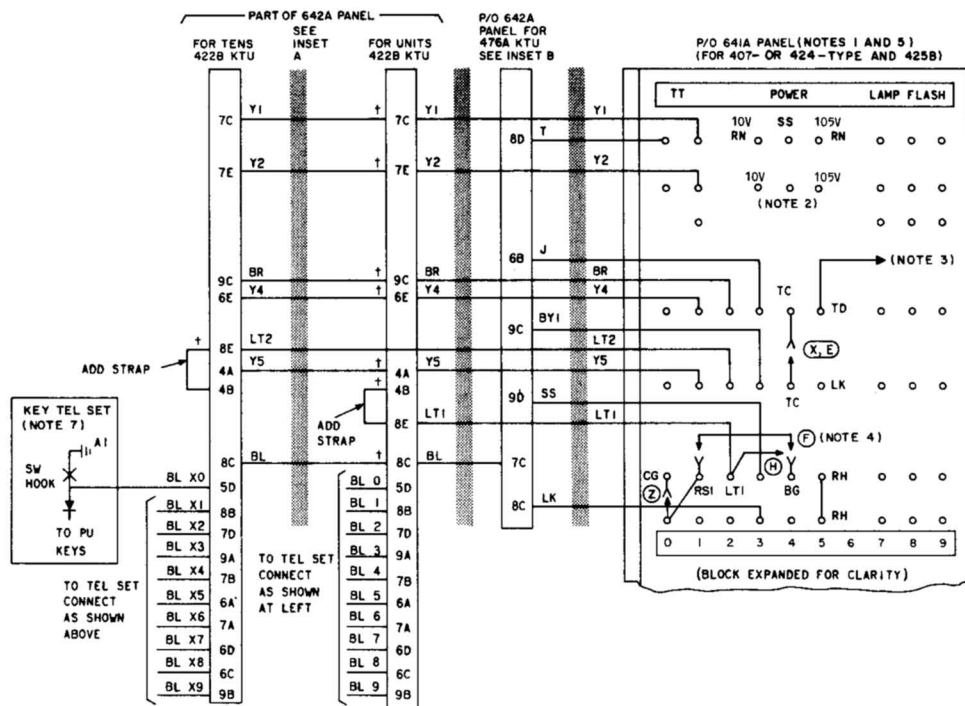 PART OF 642A PANEL
FOR TENS
422B KTU
SEE
INSET
A
FOR UNITS
422B KTU
P/O 642A
PANEL FOR
476A KTU
SEE INSET B
P/O 641A PANEL (NOTES 1 AND 5)
(FOR 407- OR 424-TYPE AND 425B)
TT POWER LAMP FLASH
10V SS 105V
RN RN
10V 105V
(NOTE 2)
7C Y1 † 7C Y1 Y1
8D T
7E Y2 † 7E Y2 Y2
6B J
(NOTE 3)
9C BR † 9C BR BR
TC
6E Y4 † 6E Y4 Y4
TD
9C BY1
† 8E LT2 LT2
(X, E)
ADD STRAP
4A Y5 † 4A Y5 Y5
4B † 4B
LK
TC
9D SS
ADD
STRAP
8E LT1 LT1
F (NOTE 4)
H
8C BL † 8C BL 7C
CG RS1 LT1 BG RH
Z
8C LK
RH
0 1 2 3 4 5 6 7 8 9
(BLOCK EXPANDED FOR CLARITY)
KEY TEL SET
(NOTE 7)
A1
SW
HOOK
TO PU
KEYS
TO TEL SET
CONNECT
AS SHOWN
ABOVE
BL X0 5D
BL X1 8B
BL X2 7D
BL X3 9A
BL X4 7B
BL X5 6A
BL X6 7A
BL X7 6D
BL X8 6C
BL X9 9B
TO TEL SET
CONNECT
AS SHOWN
AT LEFT
BL 0 5D
BL 1 8B
BL 2 7D
BL 3 9A
BL 4 7B
BL 5 6A
BL 6 7A
BL 7 6D
BL 8 6C
BL 9 9B